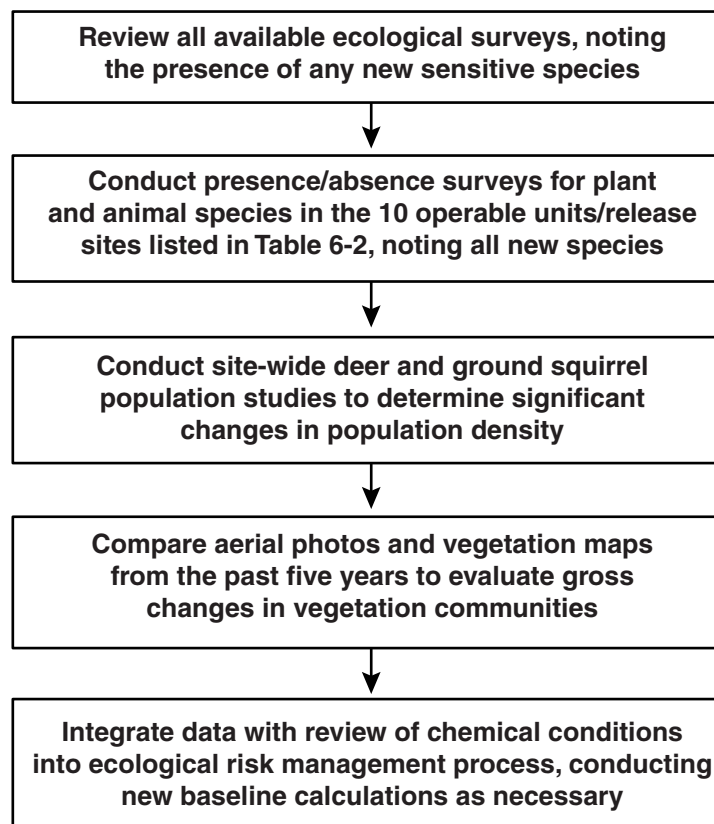 Review all available ecological surveys, noting
the presence of any new sensitive species
Conduct presence/absence surveys for plant
and animal species in the 10 operable units/release
sites listed in Table 6-2, noting all new species
Conduct site-wide deer and ground squirrel
population studies to determine significant
changes in population density
Compare aerial photos and vegetation maps
from the past five years to evaluate gross
changes in vegetation communities
Integrate data with review of chemical conditions
into ecological risk management process, conducting
new baseline calculations as necessary